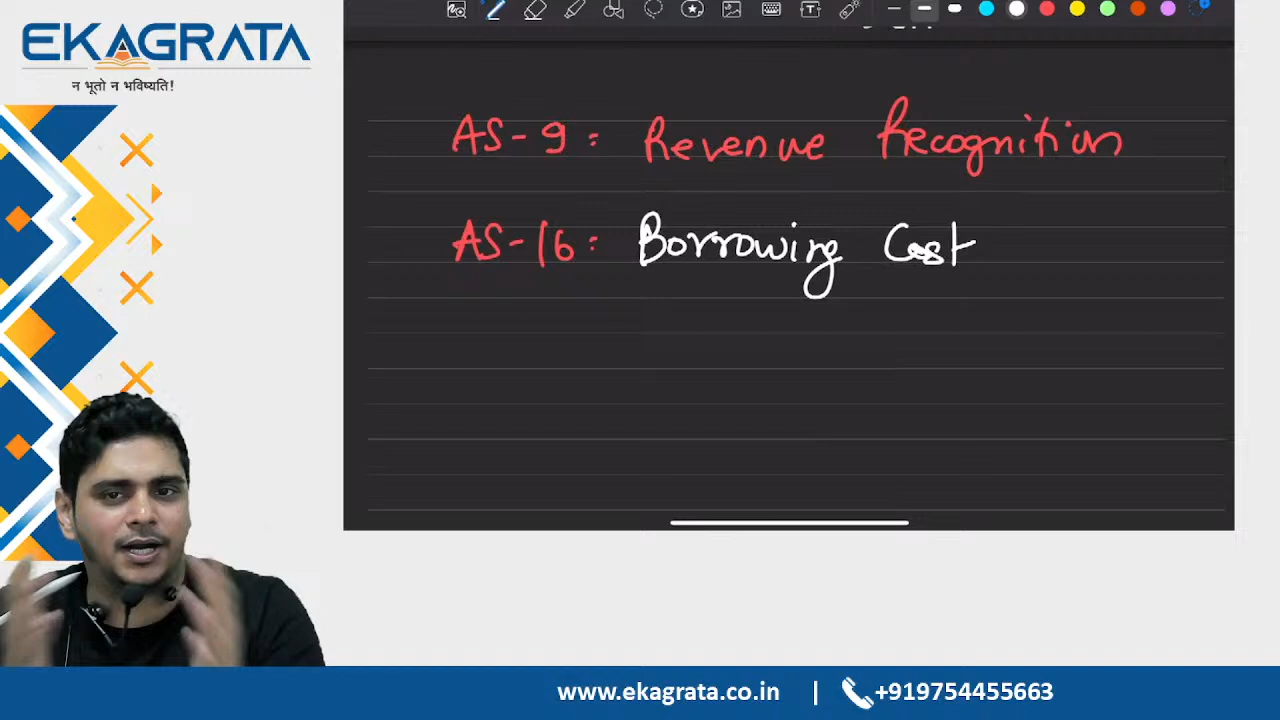 EKAGRATA
न भूतो न भविष्यति!
AS-9: Revenue Recognition
AS-16: Borrowing Cost
www.ekagrata.co.in | +919754455663